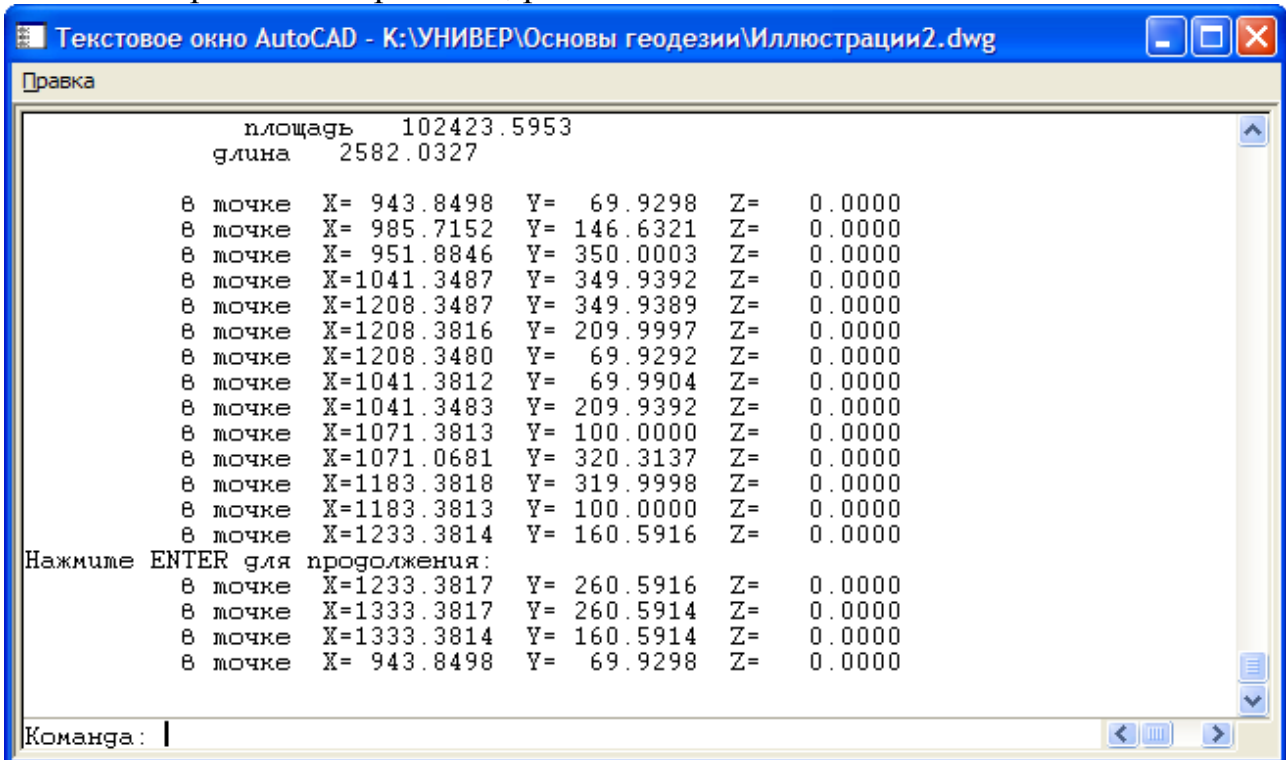 Текстовое окно AutoCAD - K:\УНИВЕР\Основы геодезии\Иллюстрации2.dwg
Правка
площадь 102423.5953
длина 2582.0327
в точке X= 943.8498 Y= 69.9298 Z= 0.0000
в точке X= 985.7152 Y= 146.6321 Z= 0.0000
в точке X= 951.8846 Y= 350.0003 Z= 0.0000
в точке X=1041.3487 Y= 349.9392 Z= 0.0000
в точке X=1208.3487 Y= 349.9389 Z= 0.0000
в точке X=1208.3816 Y= 209.9997 Z= 0.0000
в точке X=1208.3480 Y= 69.9292 Z= 0.0000
в точке X=1041.3812 Y= 69.9904 Z= 0.0000
в точке X=1041.3483 Y= 209.9392 Z= 0.0000
в точке X=1071.3813 Y= 100.0000 Z= 0.0000
в точке X=1071.0681 Y= 320.3137 Z= 0.0000
в точке X=1183.3818 Y= 319.9998 Z= 0.0000
в точке X=1183.3813 Y= 100.0000 Z= 0.0000
в точке X=1233.3814 Y= 160.5916 Z= 0.0000
Нажмите ENTER для продолжения:
в точке X=1233.3817 Y= 260.5916 Z= 0.0000
в точке X=1333.3817 Y= 260.5914 Z= 0.0000
в точке X=1333.3814 Y= 160.5914 Z= 0.0000
в точке X= 943.8498 Y= 69.9298 Z= 0.0000
Команда: